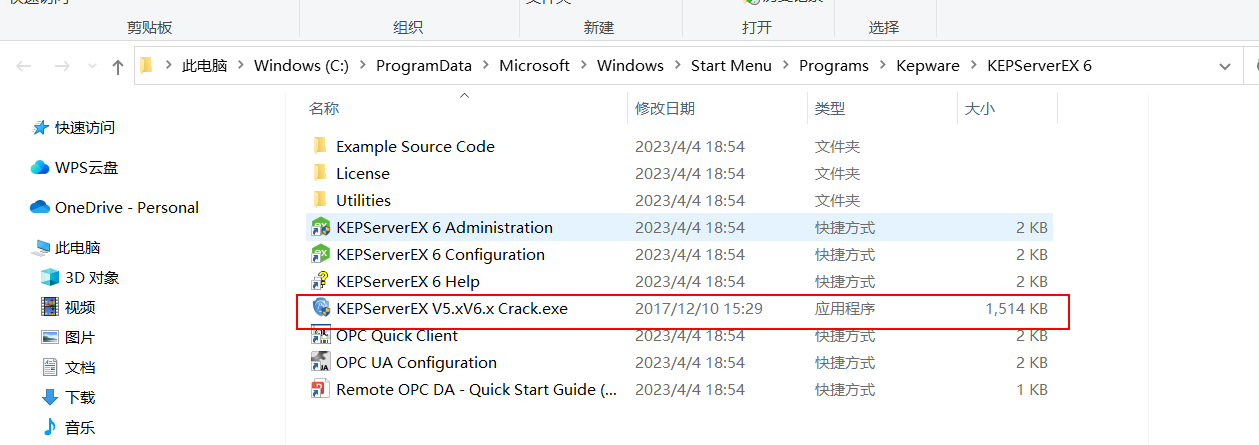 剪贴板 组织 新建 打开 选择
此电脑 Windows (C:) ProgramData Microsoft Windows Start Menu Programs Kepware KEPServerEX 6
名称 修改日期 类型 大小
快速访问
WPS云盘
OneDrive - Personal
此电脑
3D 对象
视频
图片
文档
下载
音乐
Example Source Code 2023/4/4 18:54 文件夹
License 2023/4/4 18:54 文件夹
Utilities 2023/4/4 18:54 文件夹
KEPServerEX 6 Administration 2023/4/4 18:54 快捷方式 2 KB
KEPServerEX 6 Configuration 2023/4/4 18:54 快捷方式 2 KB
KEPServerEX 6 Help 2023/4/4 18:54 快捷方式 2 KB
KEPServerEX V5.xV6.x Crack.exe 2017/12/10 15:29 应用程序 1,514 KB
OPC Quick Client 2023/4/4 18:54 快捷方式 2 KB
OPC UA Configuration 2023/4/4 18:54 快捷方式 2 KB
Remote OPC DA - Quick Start Guide (... 2023/4/4 18:54 快捷方式 1 KB